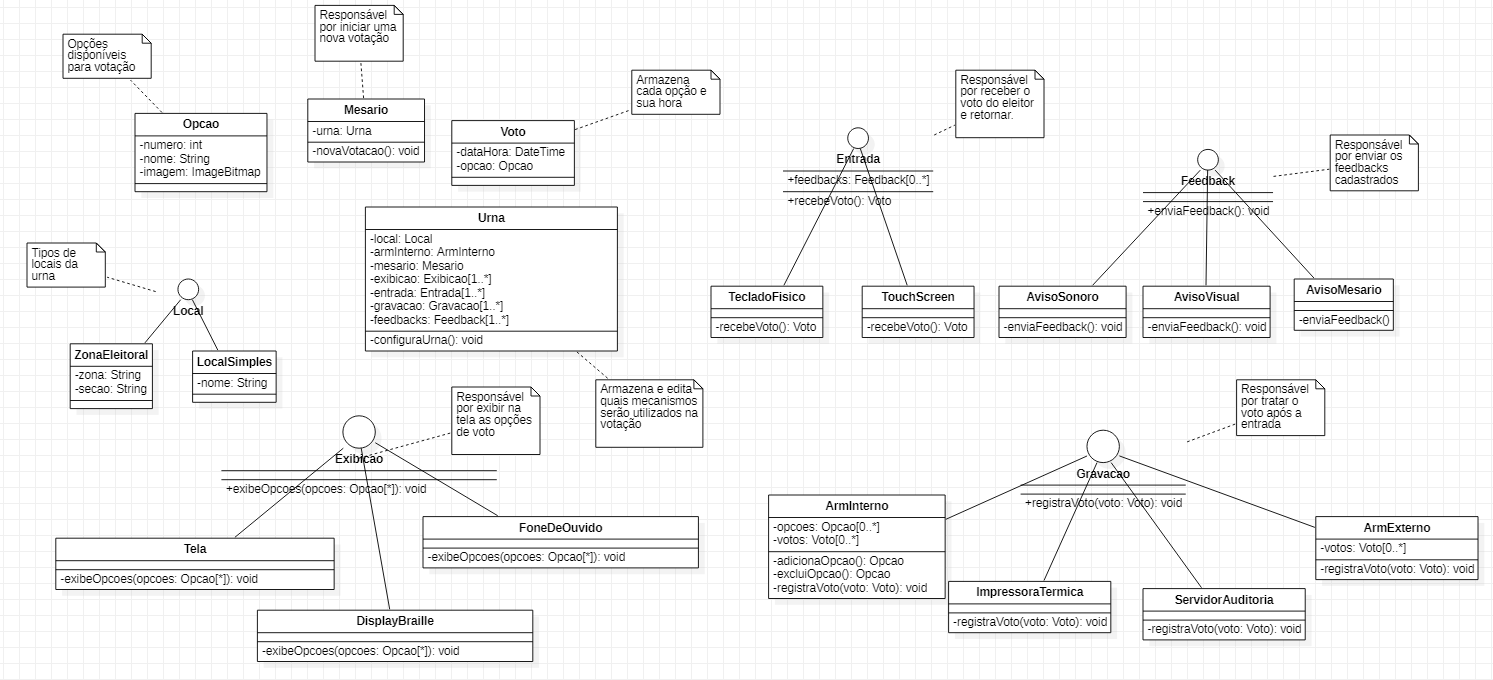 Opções
disponíveis
para votação
Responsável
por iniciar uma
nova votação
Opcao
-numero: int
-nome: String
-imagem: ImageBitmap
Mesario
-urna: Urna
-novaVotacao(): void
Armazena
cada opção e
sua hora
Voto
-dataHora: DateTime
-opcao: Opcao
Responsável
por receber o
voto do eleitor
e retornar.
Entrada
+feedbacks: Feedback[0..*]
+recebeVoto(): Voto
Responsável
por enviar os
feedbacks
cadastrados
Feedback
+enviaFeedback(): void
Urna
-local: Local
-armInterno: ArmInterno
-mesario: Mesario
-exibicao: Exibicao[1..*]
-entrada: Entrada[1..*]
-gravacao: Gravacao[1..*]
-feedbacks: Feedback[1..*]
-configuraUrna(): void
Tipos de
locais da
urna
Local
ZonaEleitoral
-zona: String
-secao: String
LocalSimples
-nome: String
TecladoFisico
-recebeVoto(): Voto
TouchScreen
-recebeVoto(): Voto
AvisoSonoro
-enviaFeedback(): void
AvisoVisual
-enviaFeedback(): void
AvisoMesario
-enviaFeedback()
Armazena e edita
quais mecanismos
serão utilizados na
votação
Responsável
por exibir na
tela as opções
de voto
Exibicao
+exibeOpcoes(opcoes: Opcao[*]): void
Tela
-exibeOpcoes(opcoes: Opcao[*]): void
FoneDeOuvido
-exibeOpcoes(opcoes: Opcao[*]): void
DisplayBraille
-exibeOpcoes(opcoes: Opcao[*]): void
Responsável
por tratar o
voto após a
entrada
Gravacao
+registraVoto(voto: Voto): void
ArmInterno
-opcoes: Opcao[0..*]
-votos: Voto[0..*]
-adicionaOpcao(): Opcao
-excluiOpcao(): Opcao
-registraVoto(voto: Voto): void
ImpressoraTermica
-registraVoto(voto: Voto): void
ServidorAuditoria
-registraVoto(voto: Voto): void
ArmExterno
-votos: Voto[0..*]
-registraVoto(voto: Voto): void